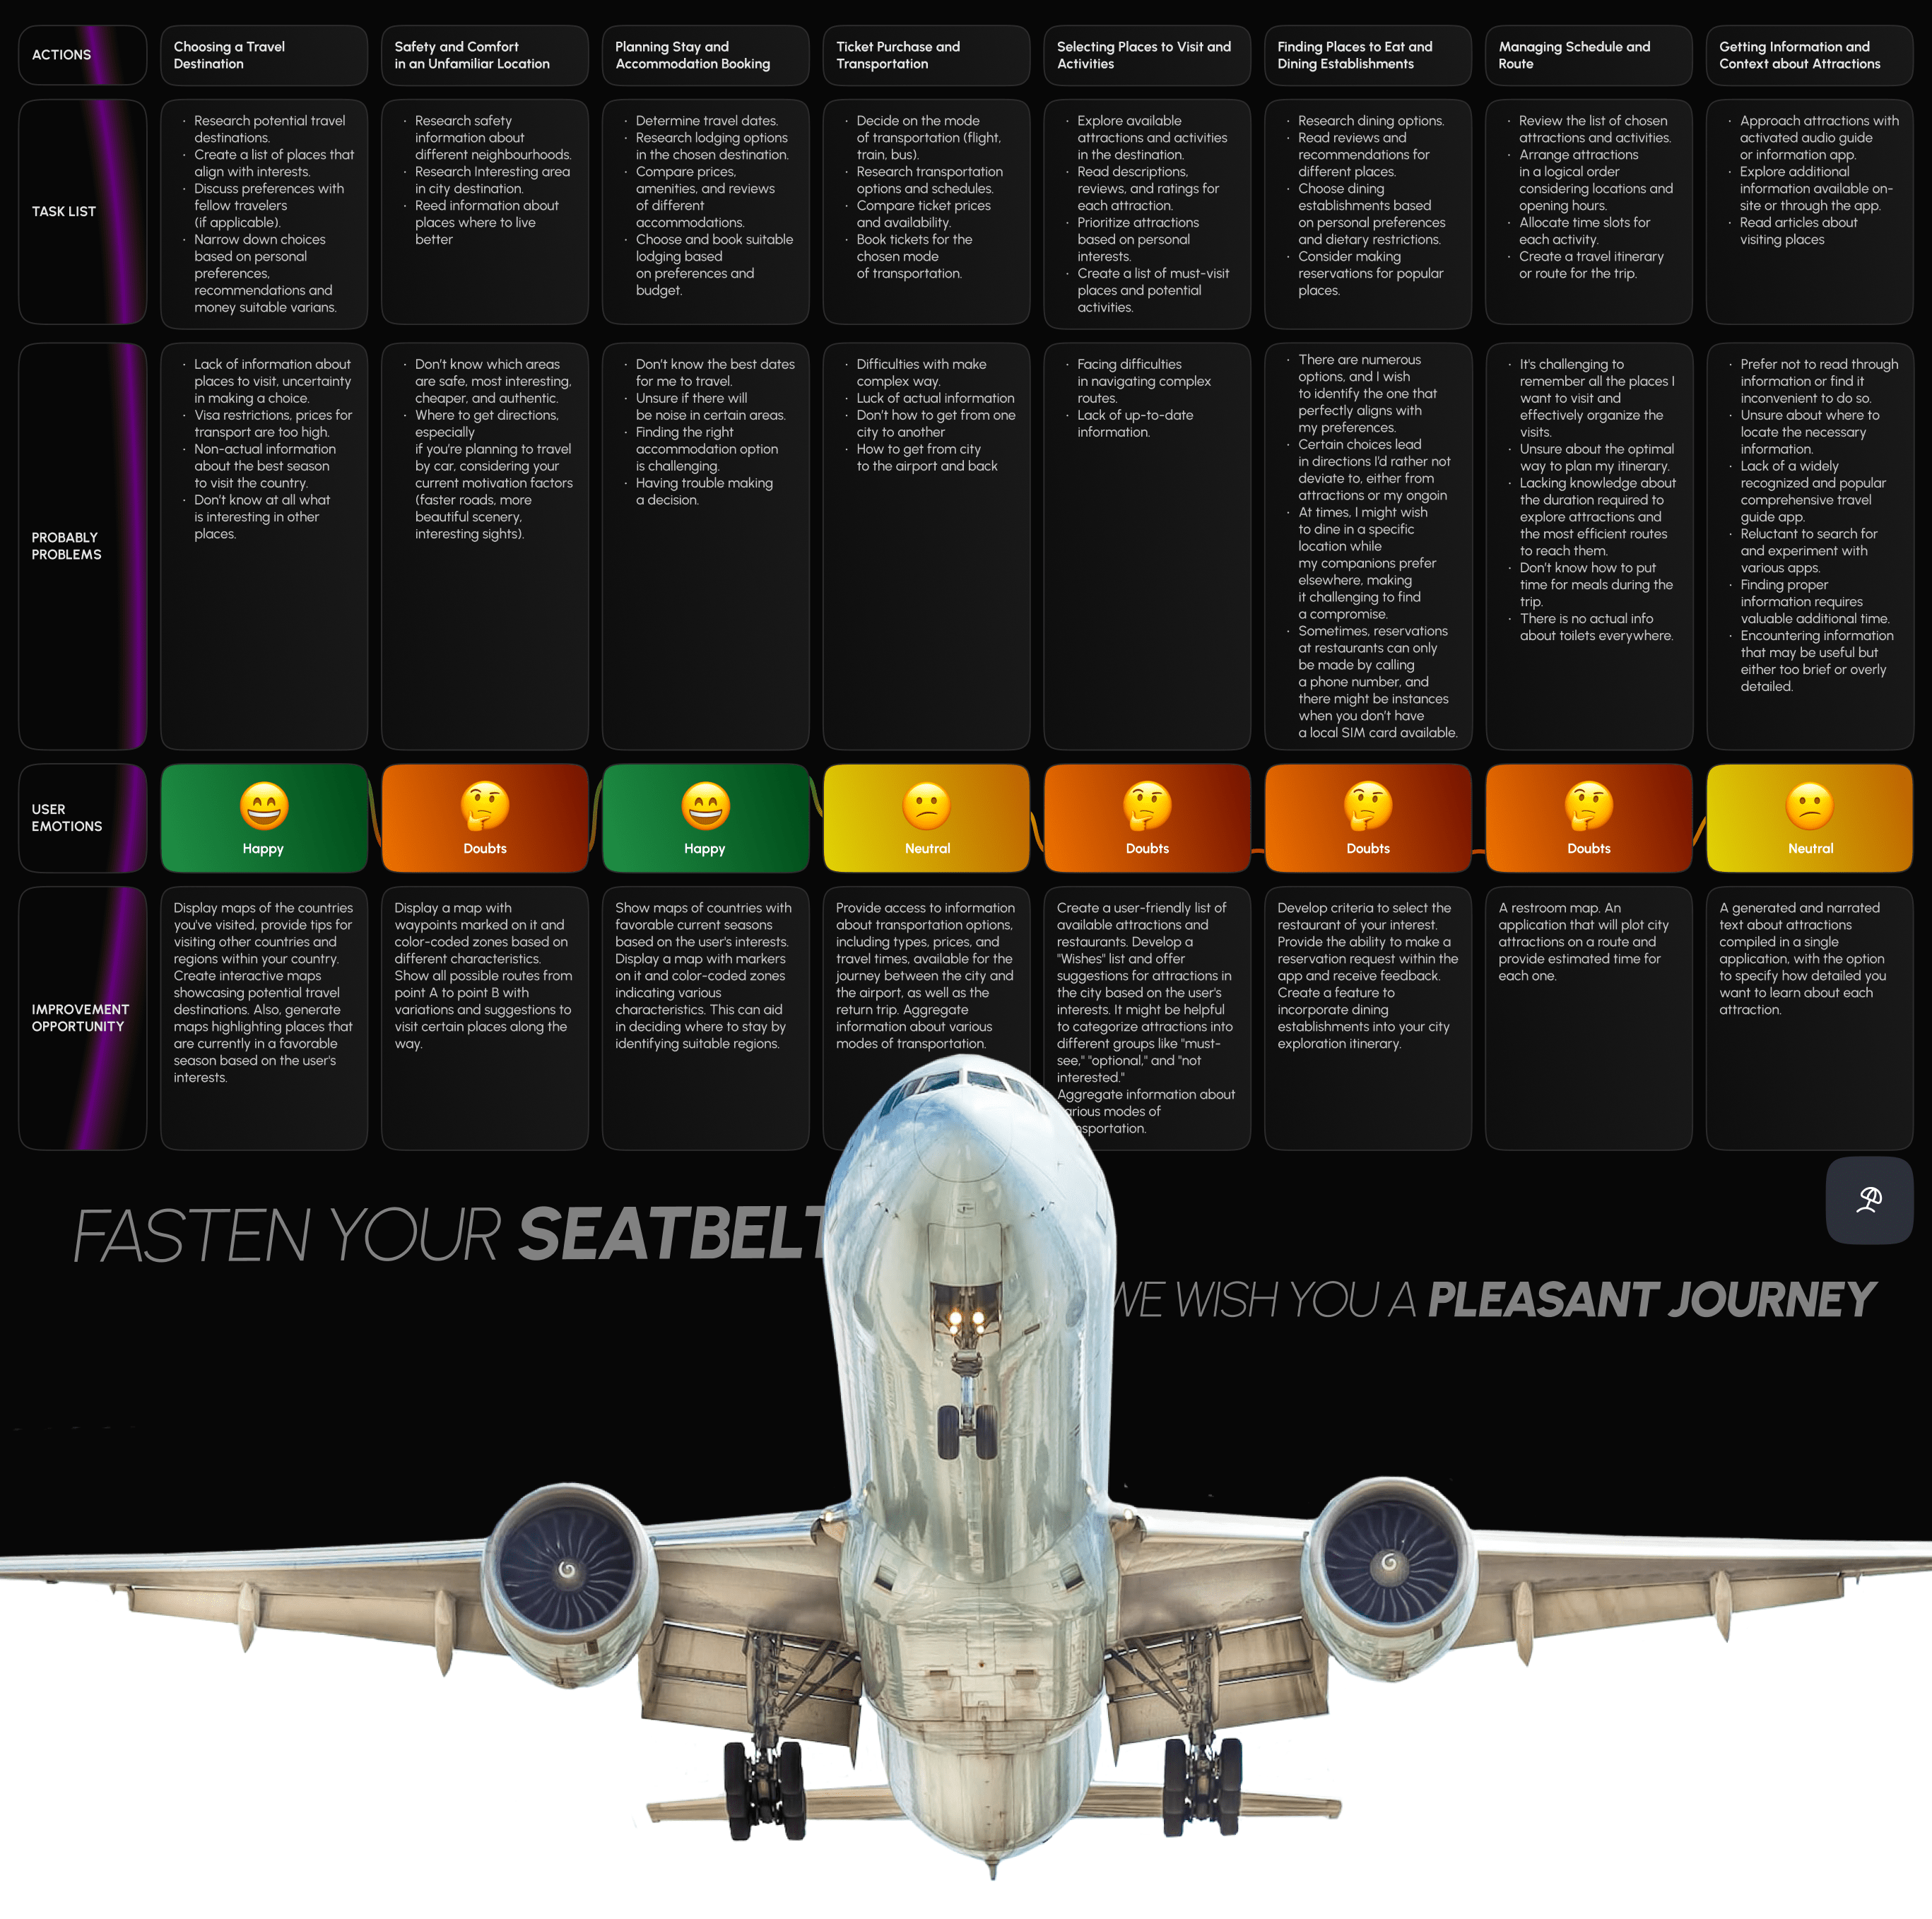 ACTIONS
Choosing a Travel
Destination
Safety and Comfort
in an Unfamiliar Location
Planning Stay and
Accommodation Booking
Ticket Purchase and
Transportation
Selecting Places to Visit and
Activities
Finding Places to Eat and
Dining Establishments
Managing Schedule and
Route
Getting Information and
Context about Attractions
TASK LIST
· Research potential travel
destinations.
· Create a list of places that
align with interests.
· Discuss preferences with
fellow travelers
(if applicable).
· Narrow down choices
based on personal
preferences,
recommendations and
money suitable varians.
· Research safety
information about
different neighbourhoods.
· Research Interesting area
in city destination.
· Reed information about
places where to live
better
· Determine travel dates.
· Research lodging options
in the chosen destination.
· Compare prices,
amenities, and reviews
of different
accommodations.
· Choose and book suitable
lodging based
on preferences and
budget.
· Decide on the mode
of transportation (flight,
train, bus).
· Research transportation
options and schedules.
· Compare ticket prices
and availability.
· Book tickets for the
chosen mode
of transportation.
· Explore available
attractions and activities
in the destination.
· Read descriptions,
reviews, and ratings for
each attraction.
· Prioritize attractions
based on personal
interests.
· Create a list of must-visit
places and potential
activities.
· Research dining options.
· Read reviews and
recommendations for
different places.
· Choose dining
establishments based
on personal preferences
and dietary restrictions.
· Consider making
reservations for popular
places.
· Review the list of chosen
attractions and activities.
· Arrange attractions
in a logical order
considering locations and
opening hours.
· Allocate time slots for
each activity.
· Create a travel itinerary
or route for the trip.
· Approach attractions with
activated audio guide
or information app.
· Explore additional
information available on-
site or through the app.
· Read articles about
visiting places
PROBABLY
PROBLEMS
· Lack of information about
places to visit, uncertainty
in making a choice.
· Visa restrictions, prices for
transport are too high.
· Non-actual information
about the best season
to visit the country.
· Don't know at all what
is interesting in other
places.
· Don't know which areas
are safe, most interesting,
cheaper, and authentic.
· Where to get directions,
especially
if you're planning to travel
by car, considering your
current motivation factors
(faster roads, more
beautiful scenery,
interesting sights).
· Don't know the best dates
for me to travel.
· Unsure if there will
be noise in certain areas.
· Finding the right
accommodation option
is challenging.
· Having trouble making
a decision.
· Difficulties with make
complex way.
· Luck of actual information
· Don't how to get from one
city to another
· How to get from city
to the airport and back
· Facing difficulties
in navigating complex
routes.
· Lack of up-to-date
information.
· There are numerous
options, and I wish
to identify the one that
perfectly aligns with
my preferences.
· Certain choices lead
in directions I'd rather not
deviate to, either from
attractions or my ongoin
· At times, I might wish
to dine in a specific
location while
my companions prefer
elsewhere, making
it challenging to find
a compromise.
· Sometimes, reservations
at restaurants can only
be made by calling
a phone number, and
there might be instances
when you don't have
a local SIM card available.
· It's challenging to
remember all the places I
want to visit and
effectively organize the
visits.
· Unsure about the optimal
way to plan my itinerary.
· Lacking knowledge about
the duration required to
explore attractions and
the most efficient routes
to reach them.
· Don't know how to put
time for meals during the
trip.
· There is no actual info
about toilets everywhere.
· Prefer not to read through
information or find it
inconvenient to do so.
· Unsure about where to
locate the necessary
information.
· Lack of a widely
recognized and popular
comprehensive travel
guide app.
· Reluctant to search for
and experiment with
various apps.
· Finding proper
information requires
valuable additional time.
· Encountering information
that may be useful but
either too brief or overly
detailed.
USER
EMOTIONS
Happy
Doubts
Happy
Neutral
Doubts
Doubts
Doubts
Neutral
IMPROVEMENT
OPPORTUNITY
Display maps of the countries
you've visited, provide tips for
visiting other countries and
regions within your country.
Create interactive maps
showcasing potential travel
destinations. Also, generate
maps highlighting places that
are currently in a favorable
season based on the user's
interests.
Display a map with
waypoints marked on it and
color-coded zones based on
different characteristics.
Show all possible routes from
point A to point B with
variations and suggestions to
visit certain places along the
way.
Show maps of countries with
favorable current seasons
based on the user's interests.
Display a map with markers
on it and color-coded zones
indicating various
characteristics. This can aid
in deciding where to stay by
identifying suitable regions.
Provide access to information
about transportation options,
including types, prices, and
travel times, available for the
journey between the city and
the airport, as well as the
return trip. Aggregate
information about various
modes of transportation.
Create a user-friendly list of
available attractions and
restaurants. Develop a
"Wishes" list and offer
suggestions for attractions in
the city based on the user's
interests. It might be helpful
to categorize attractions into
different groups like "must-
see," "optional," and "not
interested."
Aggregate information about
arious modes of
nsportation.
Develop criteria to select the
restaurant of your interest.
Provide the ability to make a
reservation request within the
app and receive feedback.
Create a feature to
incorporate dining
establishments into your city
exploration itinerary.
A restroom map. An
application that will plot city
attractions on a route and
provide estimated time for
each one.
A generated and narrated
text about attractions
compiled in a single
application, with the option
to specify how detailed you
want to learn about each
attraction.
FASTEN YOUR SEATBELT
WE WISH YOU A PLEASANT JOURNEY